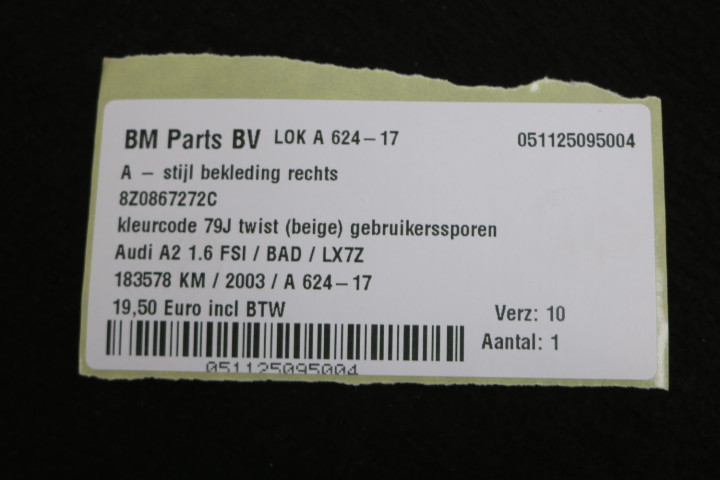 BM Parts BV LOK A 624-17 051125095004
A - stijl bekleding rechts
8Z0867272C
kleurcode 79J twist (beige) gebruikerssporen
Audi A2 1.6 FSI / BAD / LX7Z
183578 KM / 2003 / A 624-17
19,50 Euro incl BTW Verz: 10
Aantal: 1
051125095004